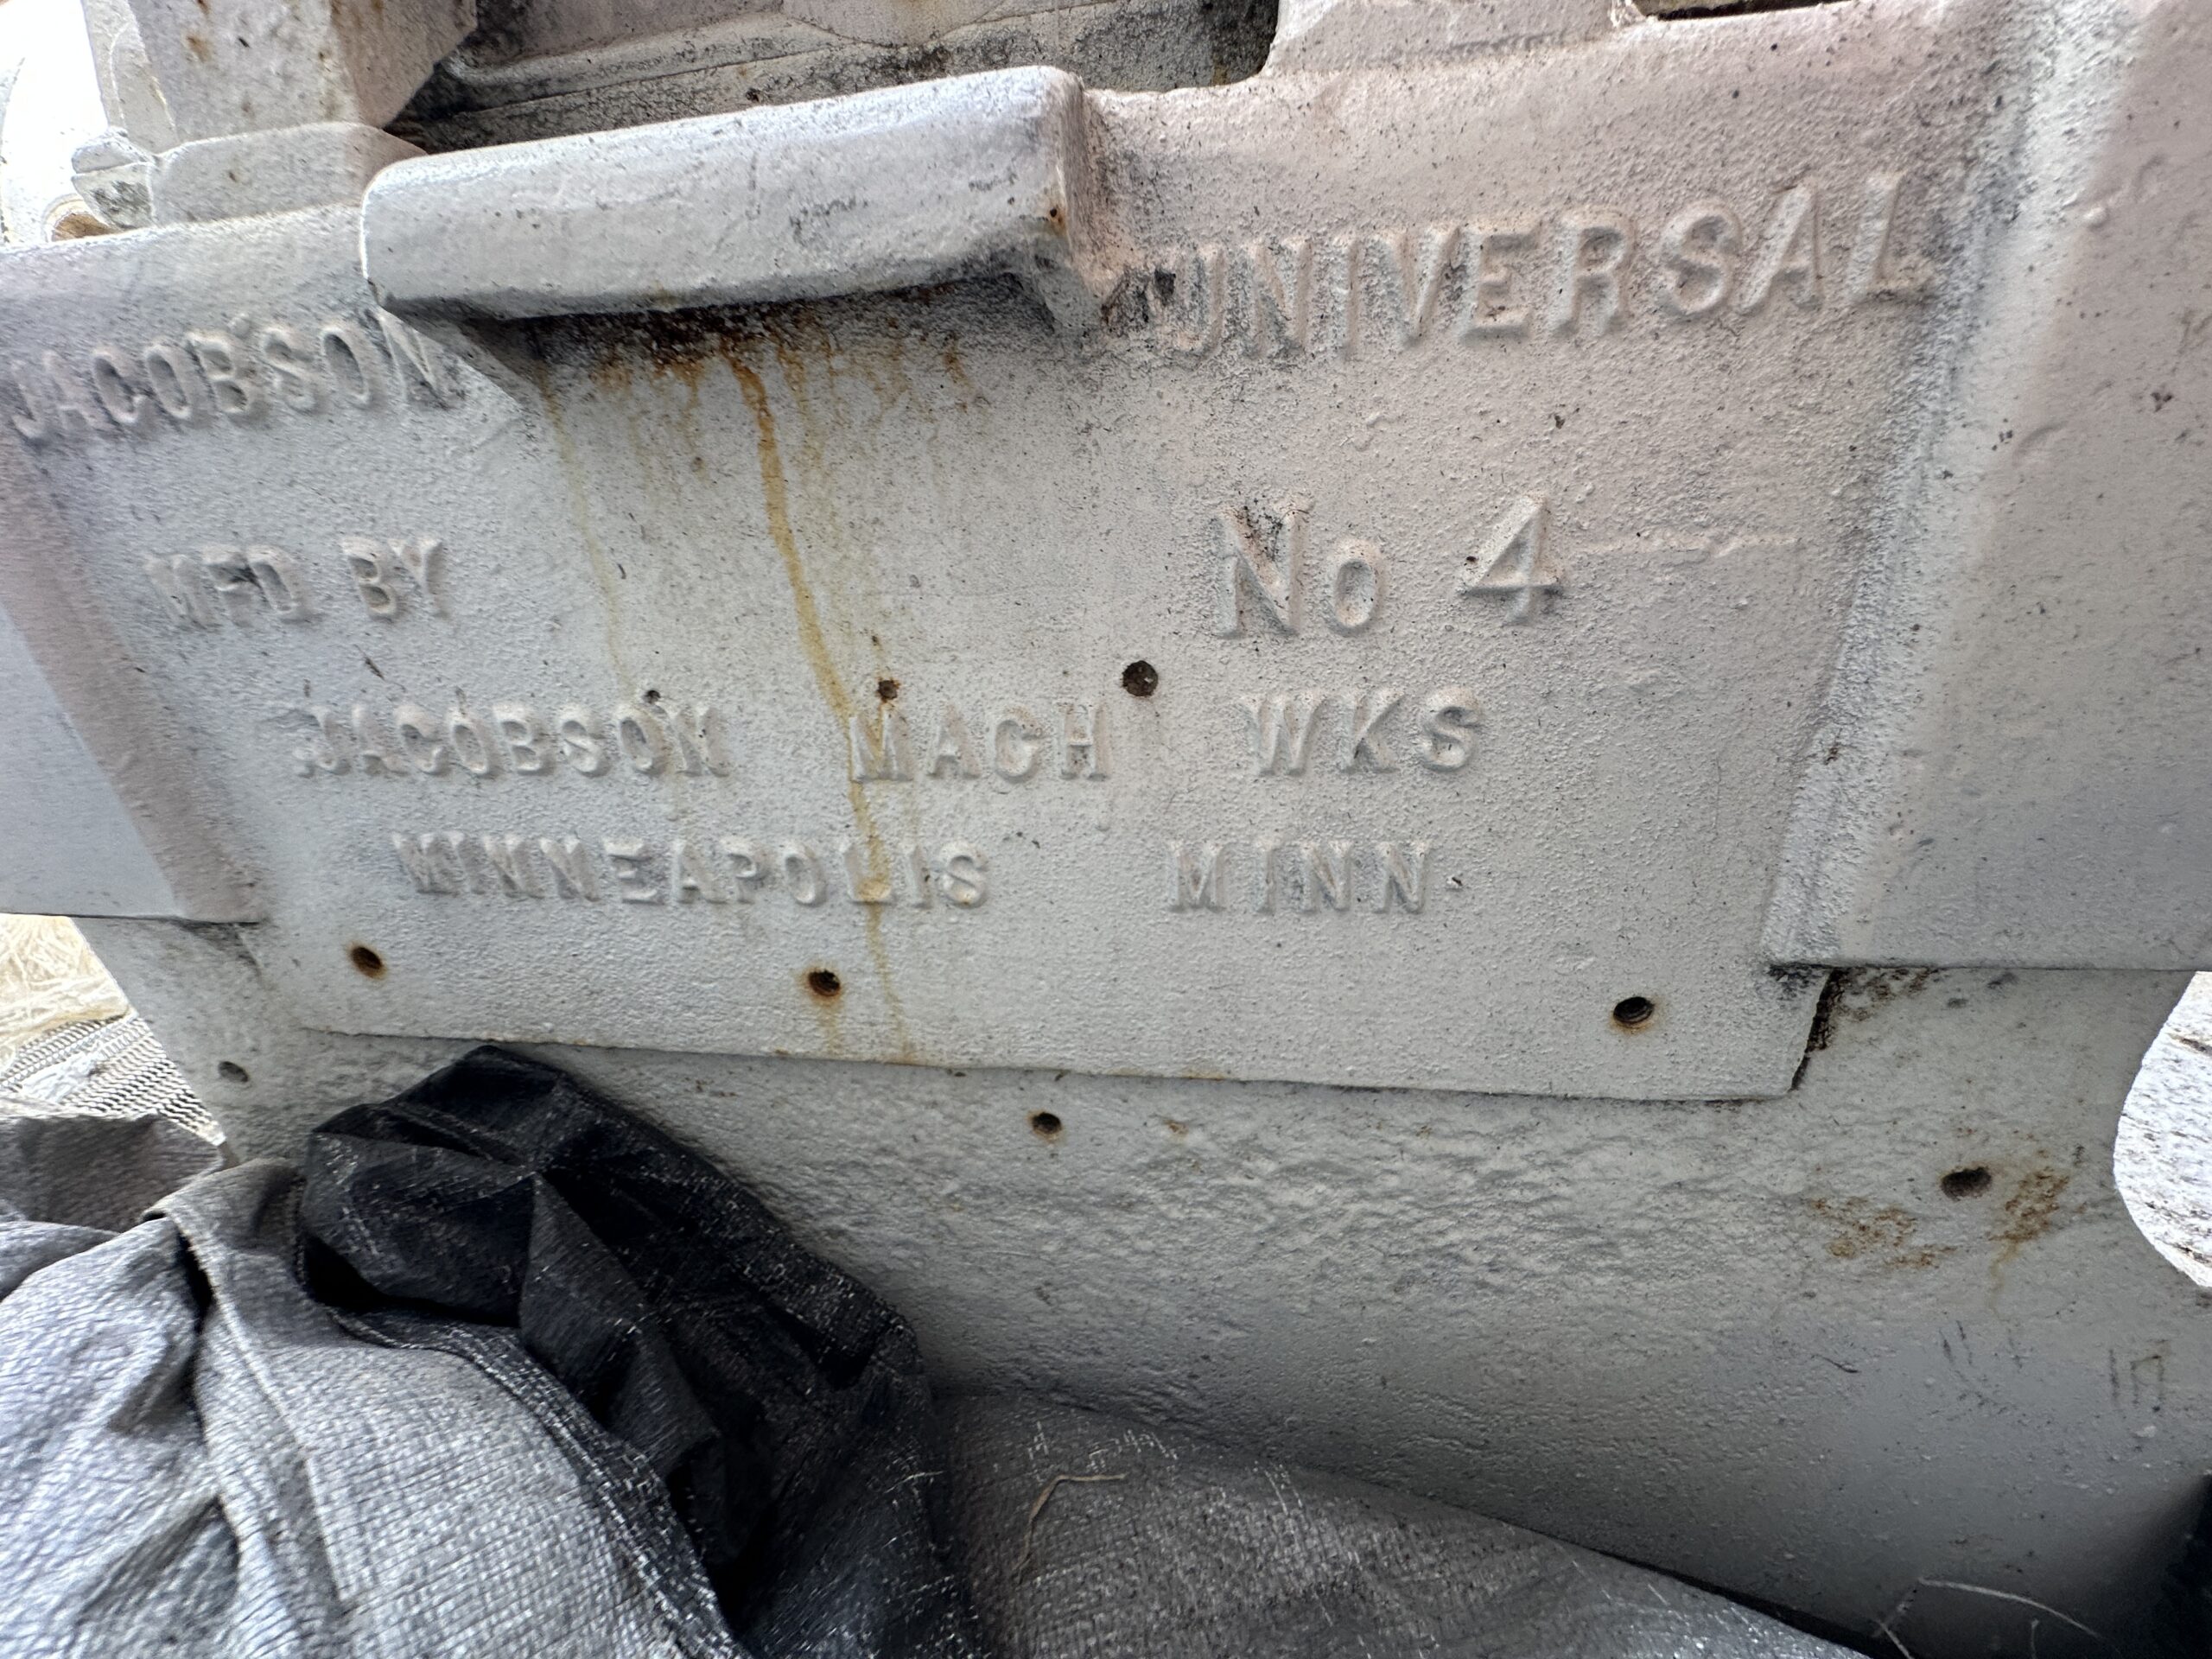 JACOBSON UNIVERSAL
No 4
MFD BY
JACOBSON MACH WKS
MINNEAPOLIS MINN.